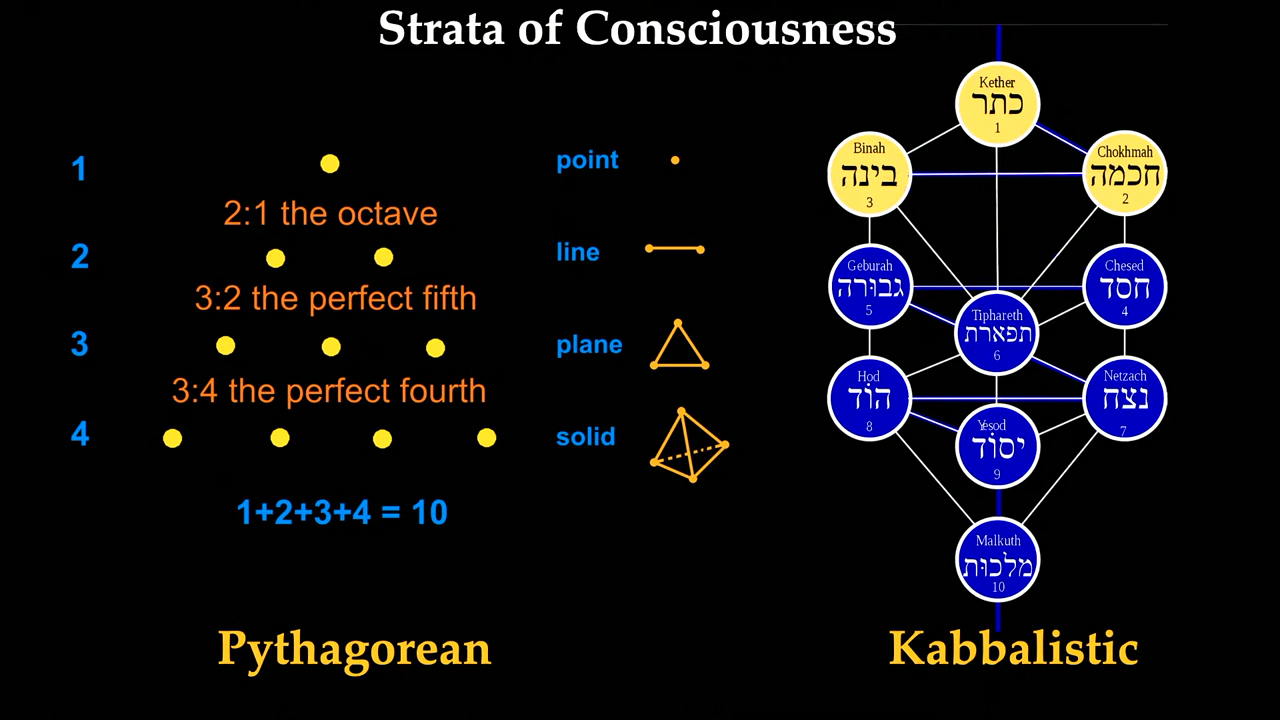 Strata of Consciousness
1
2:1 the octave
2
3:2 the perfect fifth
3
3:4 the perfect fourth
4
1+2+3+4 = 10
Pythagorean
point
line
plane
solid
Kether
כתר
1
Binah
בינה
3
Chokhmah
חכמה
2
Geburah
גבורה
5
Chesed
חסד
4
Tiphareth
תפארת
6
Hod
הוֹד
8
Netzach
נצח
7
Yesod
יסוֹד
9
Malkuth
מלכות
10
Kabbalistic